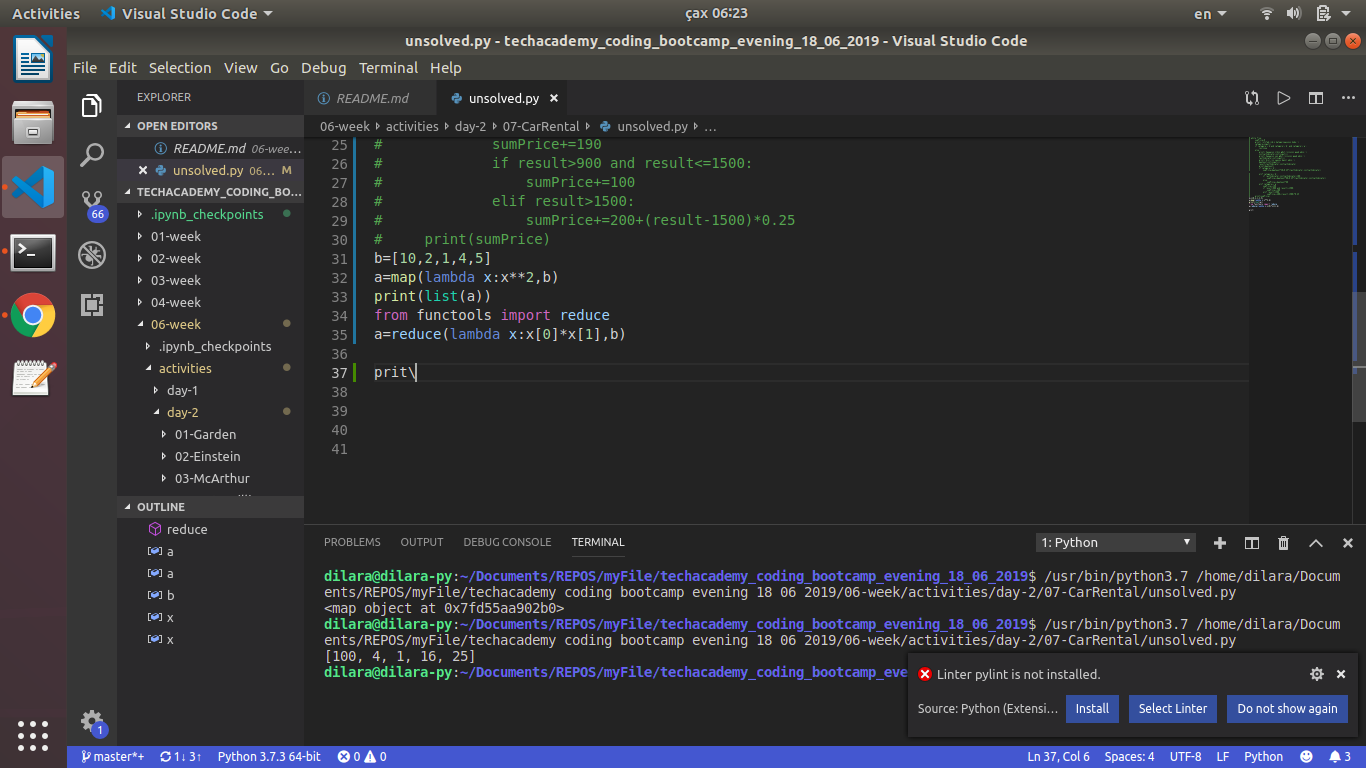 Activities
Visual Studio Code
çax 06:23
en
unsolved.py - techacademy_coding_bootcamp_evening_18_06_2019 - Visual Studio Code
File Edit Selection View Go Debug Terminal Help
EXPLORER
OPEN EDITORS
README.md 06-wee...
unsolved.py 06... M
TECHACADEMY_CODING_BO...
.ipynb_checkpoints
01-week
02-week
03-week
04-week
06-week
.ipynb_checkpoints
activities
day-1
day-2
01-Garden
02-Einstein
03-McArthur
OUTLINE
reduce
a
a
b
x
x
66
1
README.md
unsolved.py
06-week activities day-2 07-CarRental unsolved.py ...
25 # sumPrice+=190
26 # if result>900 and result<=1500:
27 # sumPrice+=100
28 # elif result>1500:
29 # sumPrice+=200+(result-1500)*0.25
30 # print(sumPrice)
31 b=[10,2,1,4,5]
32 a=map(lambda x:x**2,b)
33 print(list(a))
34 from functools import reduce
35 a=reduce(lambda x:x[0]*x[1],b)
36
37 prit\
38
39
40
41
PROBLEMS OUTPUT DEBUG CONSOLE TERMINAL
1: Python
dilara@dilara-py:~/Documents/REPOS/myFile/techacademy_coding_bootcamp_evening_18_06_2019$ /usr/bin/python3.7 /home/dilara/Docum
ents/REPOS/myFile/techacademy coding bootcamp evening 18 06 2019/06-week/activities/day-2/07-CarRental/unsolved.py
<map object at 0x7fd55aa902b0>
dilara@dilara-py:~/Documents/REPOS/myFile/techacademy_coding_bootcamp_evening_18_06_2019$ /usr/bin/python3.7 /home/dilara/Docum
ents/REPOS/myFile/techacademy coding bootcamp evening 18 06 2019/06-week/activities/day-2/07-CarRental/unsolved.py
[100, 4, 1, 16, 25]
dilara@dilara-py:~/Documents/REPOS/myFile/techacademy_coding_bootcamp_eve
Linter pylint is not installed.
Source: Python (Extensi...
Install
Select Linter
Do not show again
master*+ 1↓ 3↑ Python 3.7.3 64-bit 0 0
Ln 37, Col 6 Spaces: 4 UTF-8 LF Python 3